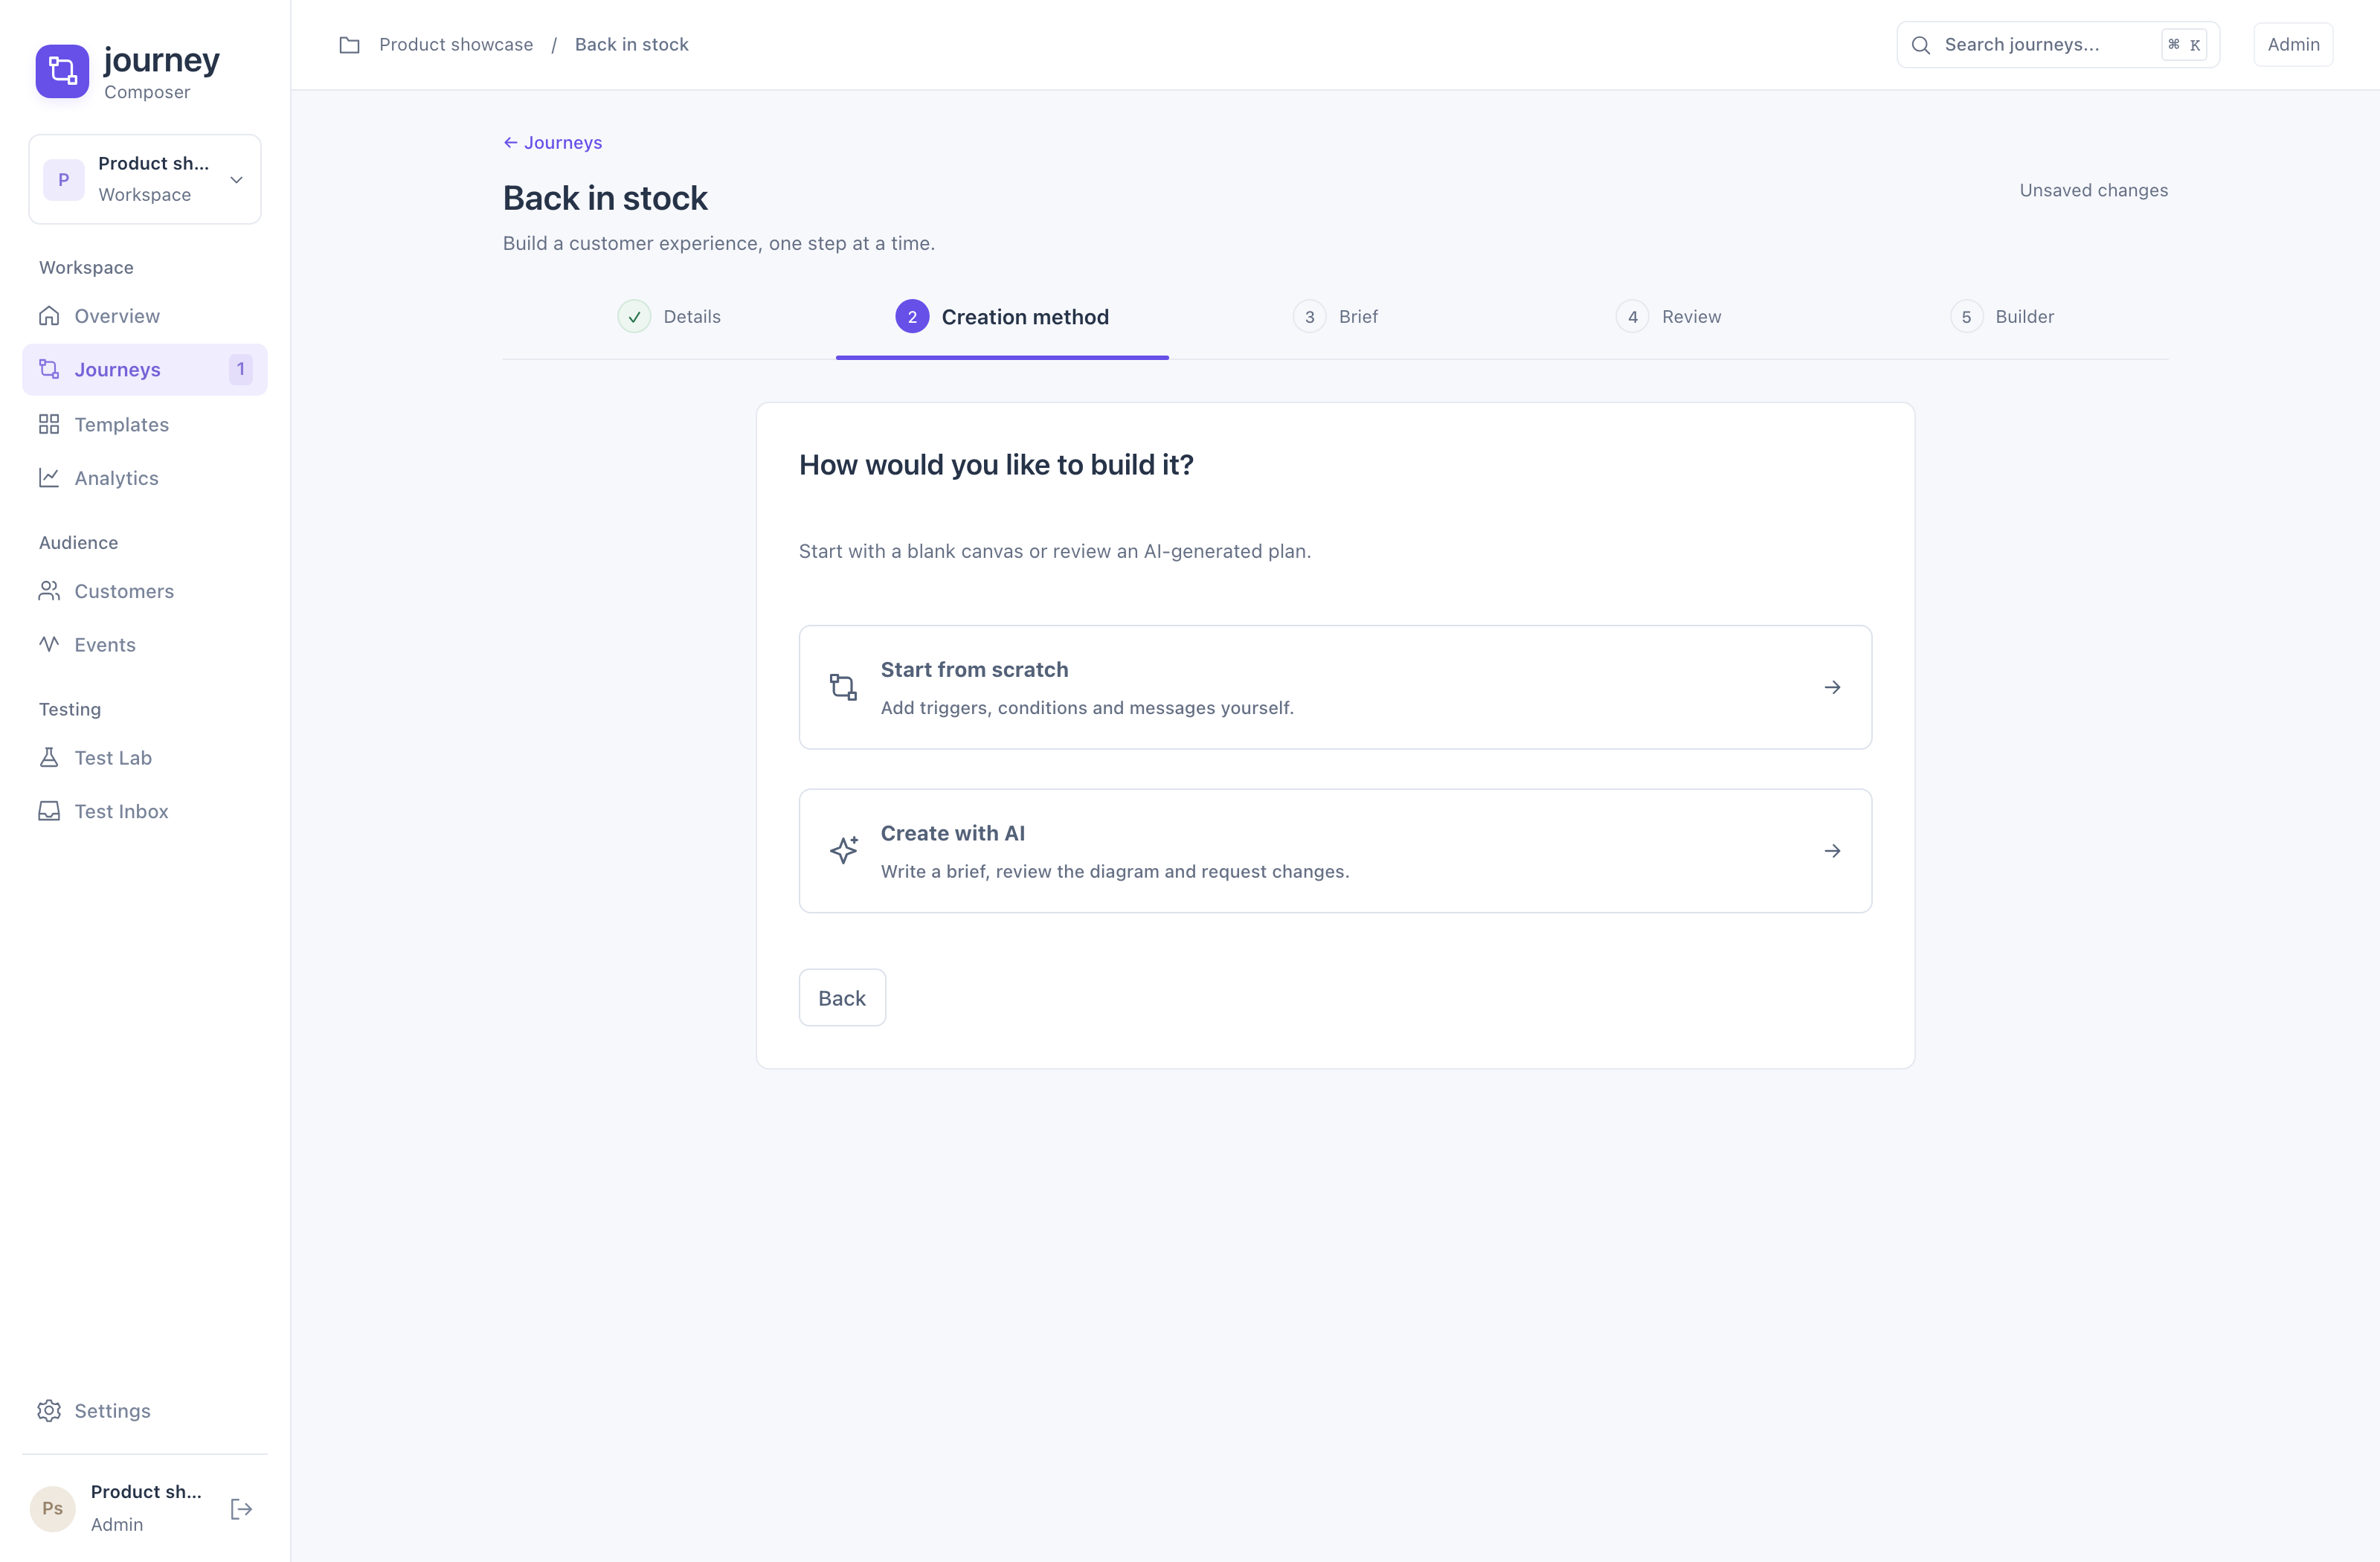 journey
Composer
P
Product sh...
Workspace
Workspace
Overview
Journeys 1
Templates
Analytics
Audience
Customers
Events
Testing
Test Lab
Test Inbox
Settings
Ps
Product sh...
Admin
Product showcase / Back in stock
Search journeys... ⌘ K
Admin
← Journeys
Back in stock
Unsaved changes
Build a customer experience, one step at a time.
Details
2 Creation method
3 Brief
4 Review
5 Builder
How would you like to build it?
Start with a blank canvas or review an AI-generated plan.
Start from scratch
Add triggers, conditions and messages yourself.
Create with AI
Write a brief, review the diagram and request changes.
Back